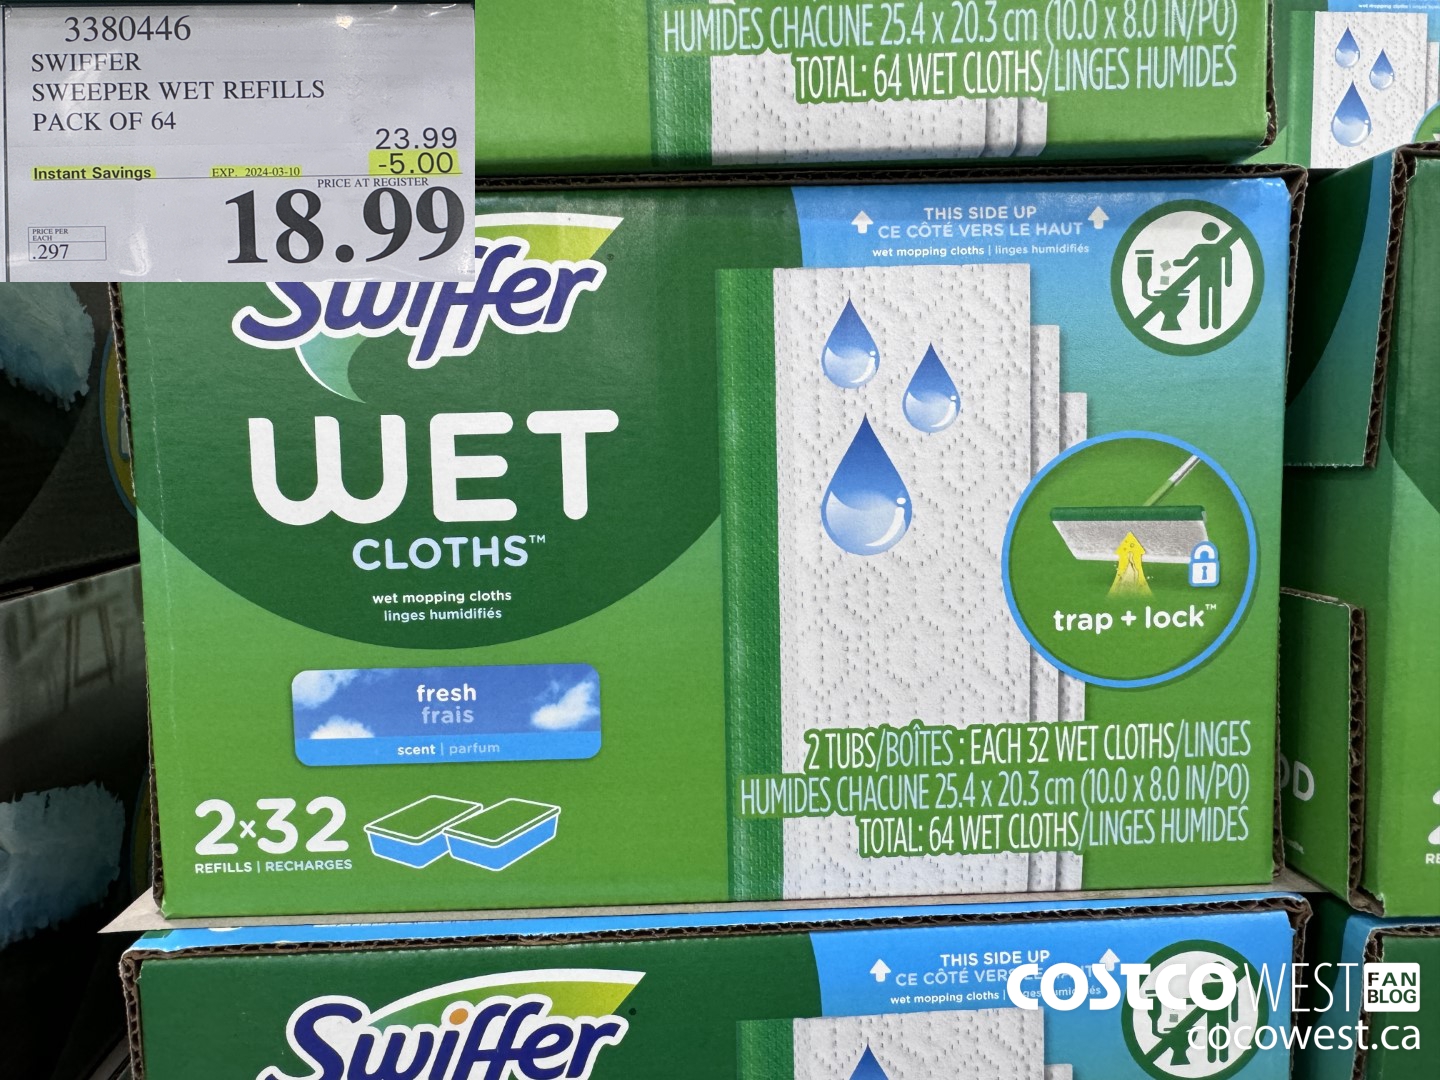 3380446
SWIFFER
SWEEPER WET REFILLS
PACK OF 64
23.99
Instant Savings EXP. 2024-03-10 -5.00
PRICE AT REGISTER
18.99
PRICE PER
EACH
.297
HUMIDES CHACUNE 25.4 x 20.3 cm (10.0 x 8.0 IN/PO)
TOTAL: 64 WET CLOTHS/LINGES HUMIDES
THIS SIDE UP
CE CÔTÉ VERS LE HAUT
wet mopping cloths | linges humidifiés
Swiffer
WET
CLOTHS™
wet mopping cloths
linges humidifiés
trap + lock™
fresh
frais
scent | parfum
2 TUBS/BOÎTES : EACH 32 WET CLOTHS/LINGES
HUMIDES CHACUNE 25.4 x 20.3 cm (10.0 x 8.0 IN/PO)
TOTAL: 64 WET CLOTHS/LINGES HUMIDES
2x32
REFILLS | RECHARGES
THIS SIDE UP
CE CÔTÉ
wet mopping cloths |
Swiffer
COSTCO WEST FAN BLOG
cocowest.ca